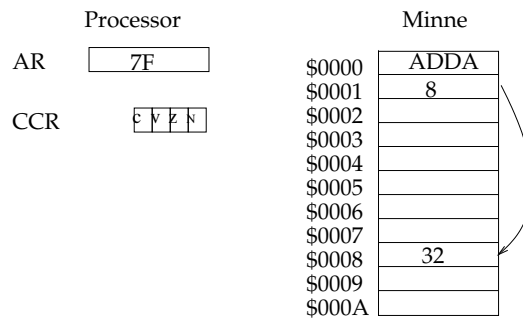 Processor
Minne
AR
7F
CCR
C V Z N
$0000 ADDA
$0001 8
$0002
$0003
$0004
$0005
$0006
$0007
$0008 32
$0009
$000A